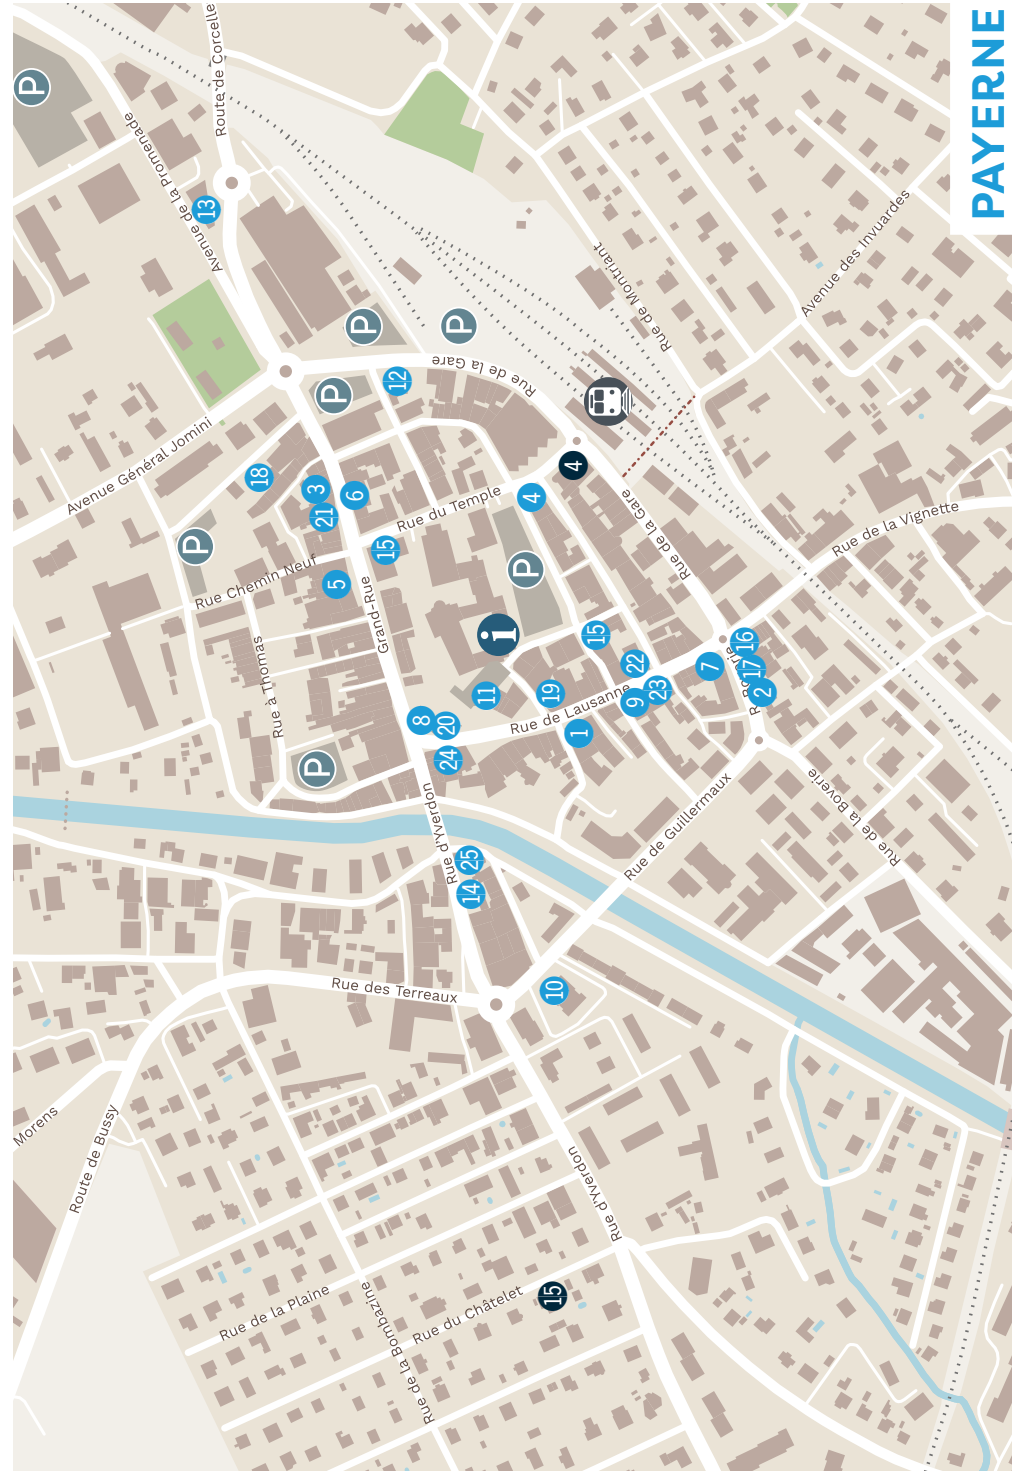 PAYERNE
P
Route de Corcelle
Avenue de la Promenade
13
P
P
Rue de la Gare
12
P
Rue de Montriant
Avenue des Invuardes
Avenue Général Jomini
18
3
21
6
P
Rue du Temple
4
4
15
Rue Chemin Neuf
5
Grand-Rue
P
Rue de la Gare
Rue de la Vignette
Rue à Thomas
i
15
22
7
16
17
2
23
9
11
19
Rue de Lausanne
8
20
1
24
P
Rue d'Yverdon
25
14
Rue de Guillermaux
Rue de la Boverie
Rue des Terreaux
10
Morens
Route de Bussy
Rue d'Yverdon
Rue de la Plaine
Rue de la Bombazine
Rue du Châtelet
15